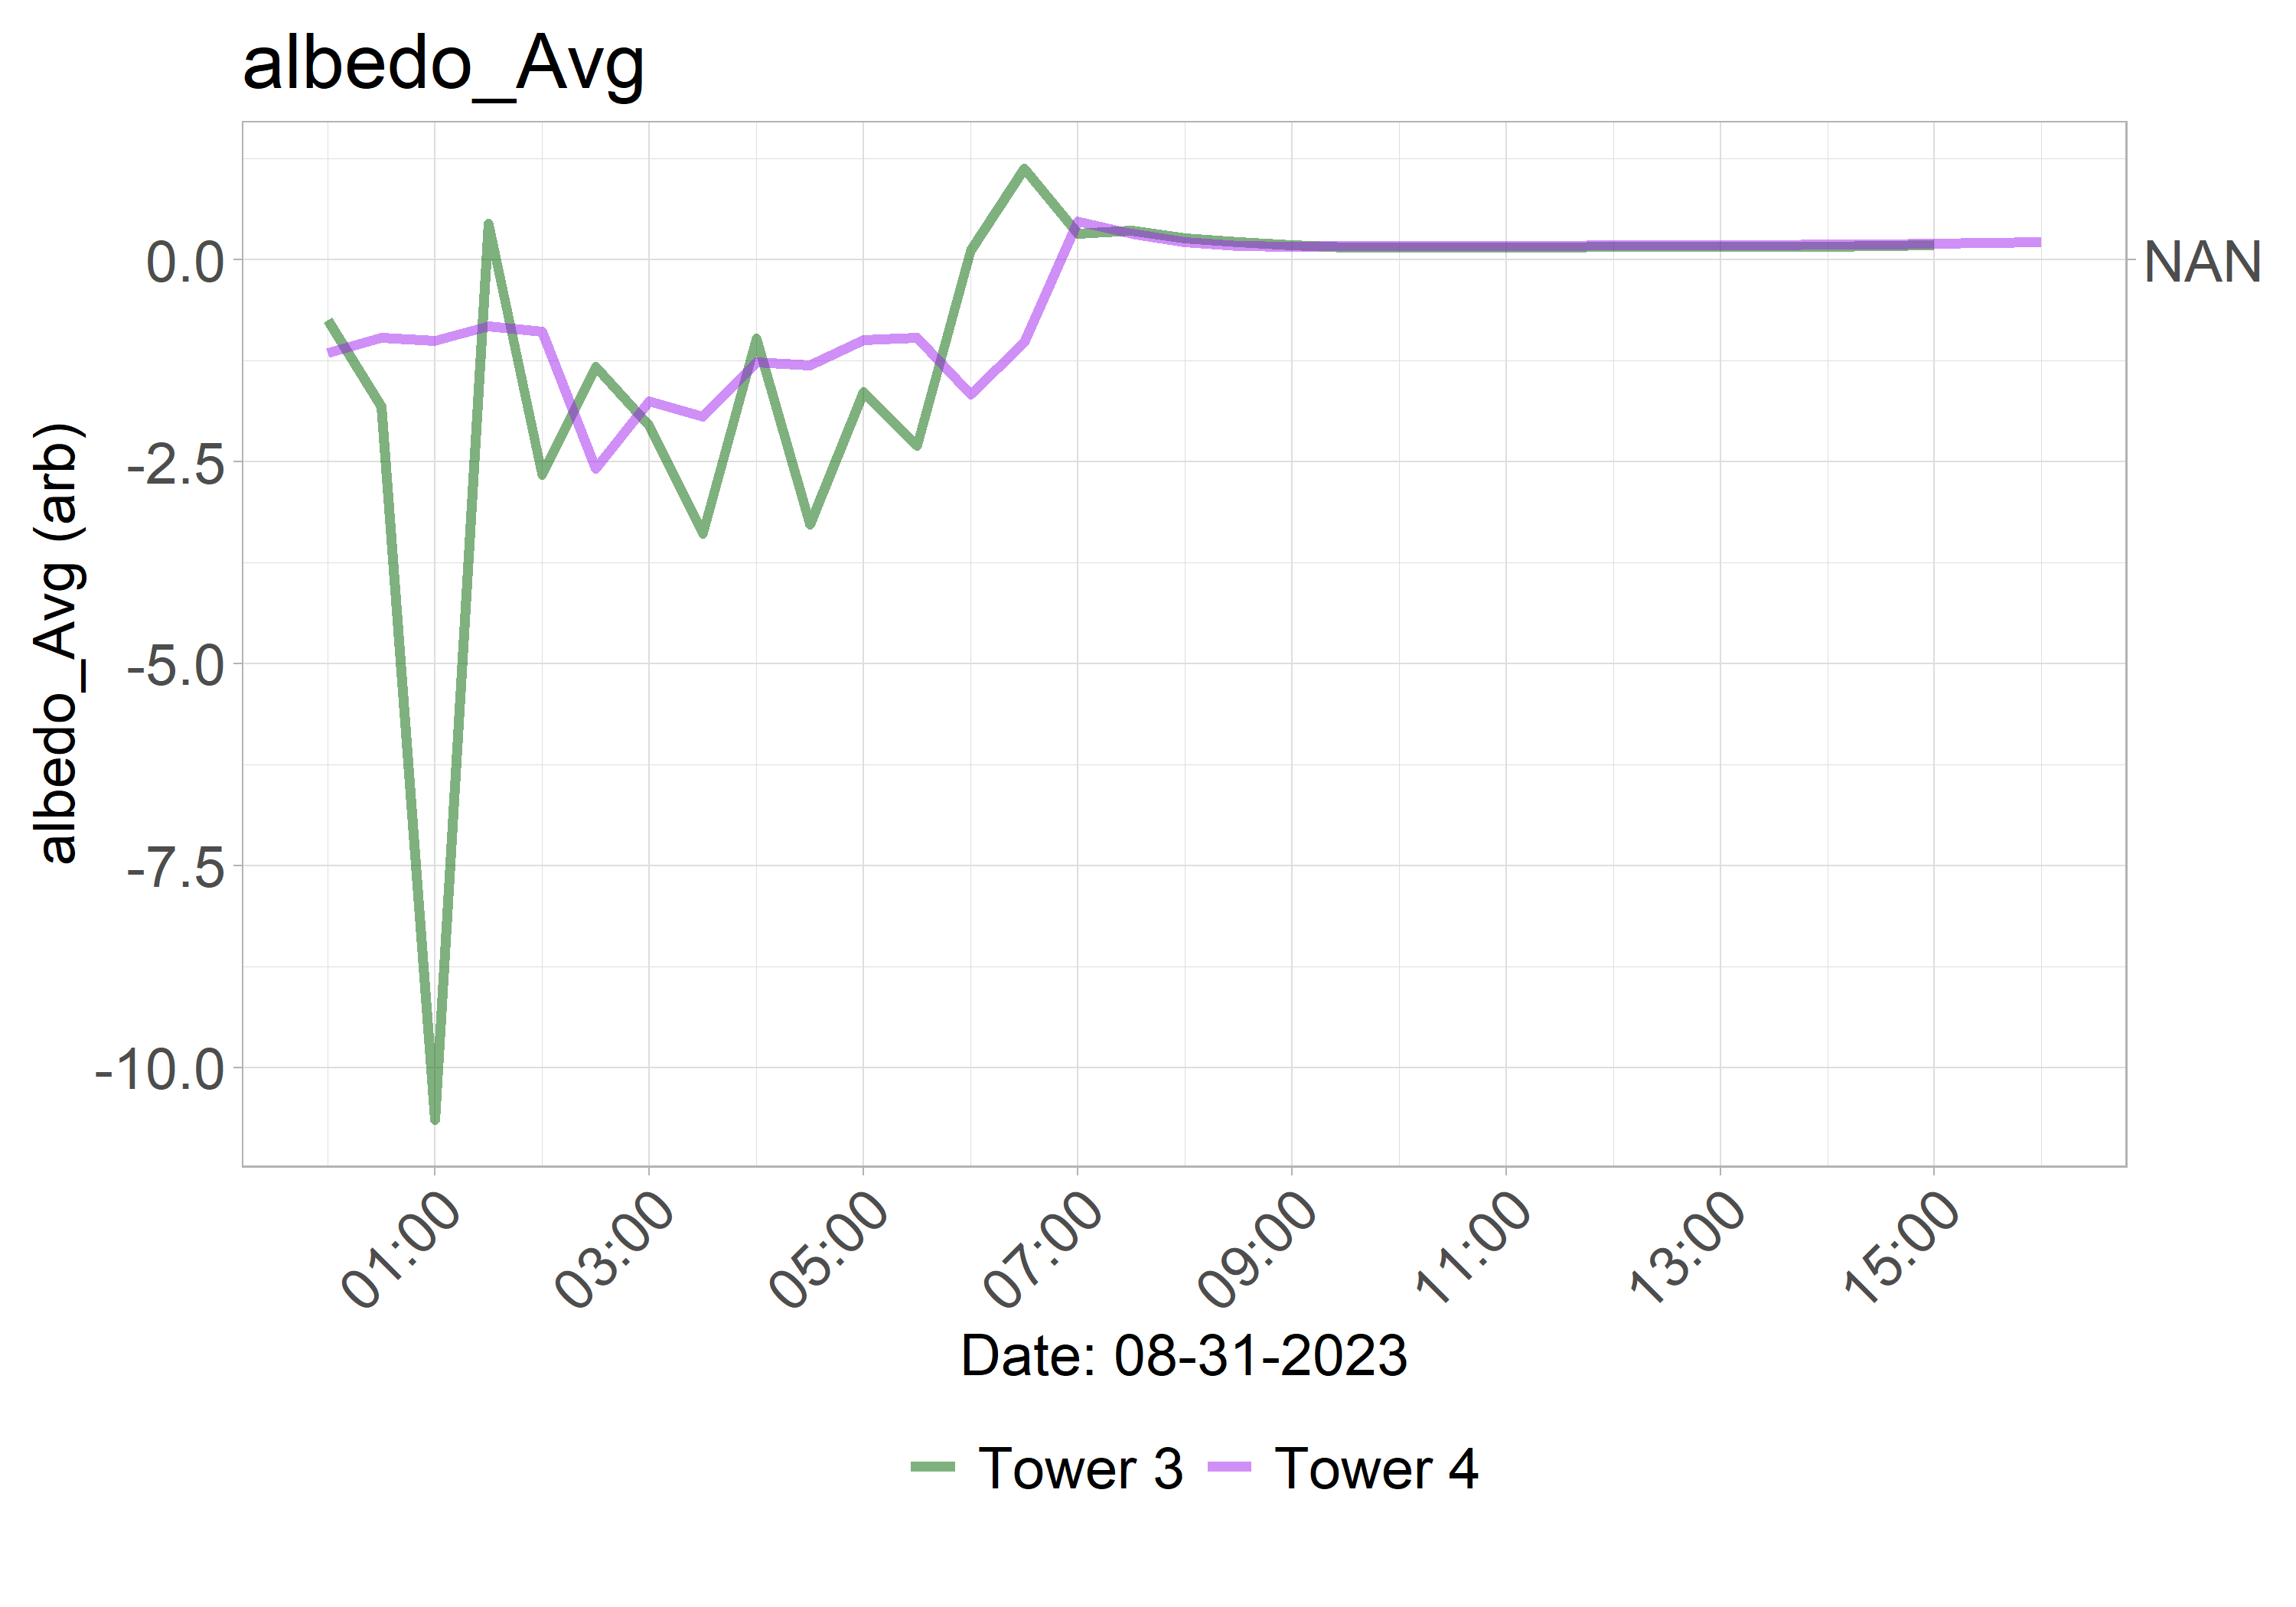 albedo_Avg
albedo_Avg (arb)
0.0
-2.5
-5.0
-7.5
-10.0
NAN
01:00
03:00
05:00
07:00
09:00
11:00
13:00
15:00
Date: 08-31-2023
Tower 3
Tower 4